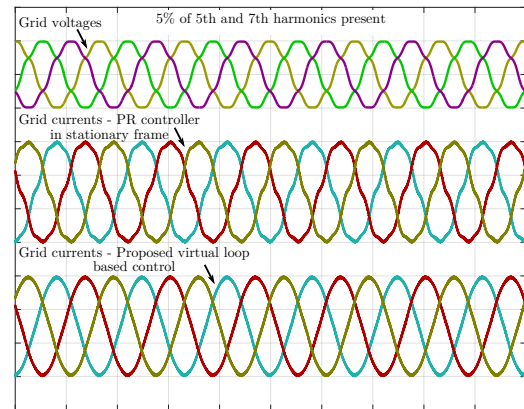 5% of 5th and 7th harmonics present
Grid voltages
Grid currents - PR controller
in stationary frame
Grid currents - Proposed virtual loop
based control